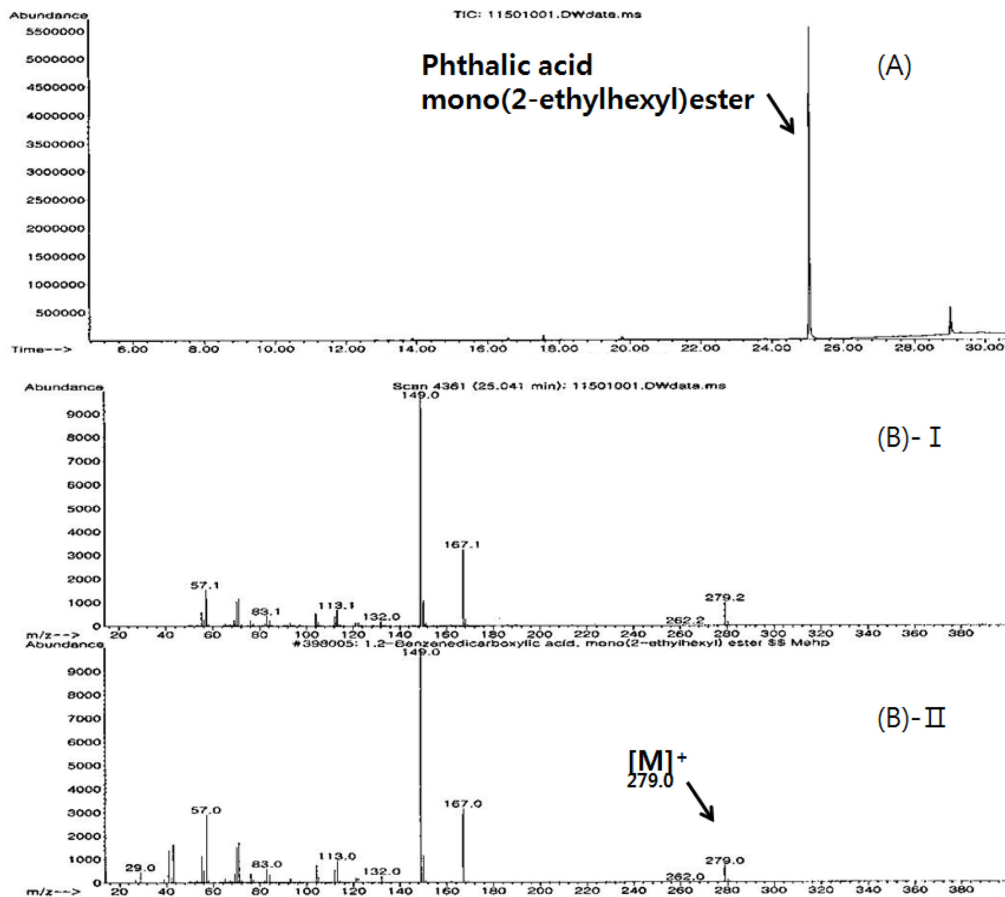 Abundance
TIC: 11501001.DWdata.ms
5500000
5000000
4500000
4000000
3500000
3000000
2500000
2000000
1500000
1000000
500000
Phthalic acid
mono(2-ethylhexyl)ester
(A)
Time-->
6.00 8.00 10.00 12.00 14.00 16.00 18.00 20.00 22.00 24.00 26.00 28.00 30.00
Abundance
Scan 4361 (25.041 min): 11501001.DWdata.ms
9000
8000
7000
6000
5000
4000
3000
2000
1000
0
149.0
(B)- Ⅰ
167.1
57.1
83.1
113.1
132.0
262.2
279.2
m/z-->
20 40 60 80 100 120 140 160 180 200 220 240 260 280 300 320 340 360 380
Abundance
#398005: 1,2-Benzenedicarboxylic acid, mono(2-ethylhexyl) ester $$ Mehp
9000
8000
7000
6000
5000
4000
3000
2000
1000
0
149.0
(B)-Ⅱ
[M]+
279.0
167.0
57.0
29.0
83.0
113.0
132.0
262.0
279.0
m/z-->
20 40 60 80 100 120 140 160 180 200 220 240 260 280 300 320 340 360 380